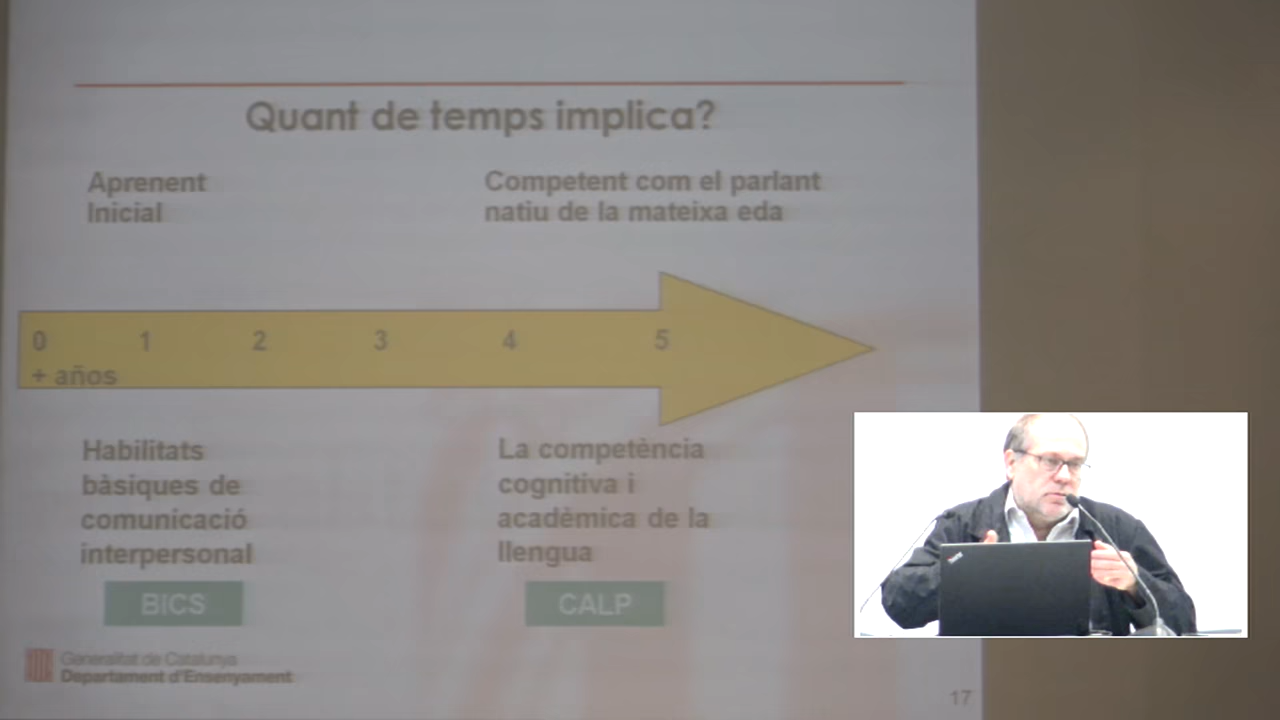 Quant de temps implica?
Aprenent
Inicial
Competent com el parlant
natiu de la mateixa eda
0 1 2 3 4 5
+ años
Habilitats
bàsiques de
comunicació
interpersonal
BICS
La competència
cognitiva i
acadèmica de la
llengua
CALP
Generalitat de Catalunya
Departament d'Ensenyament
17